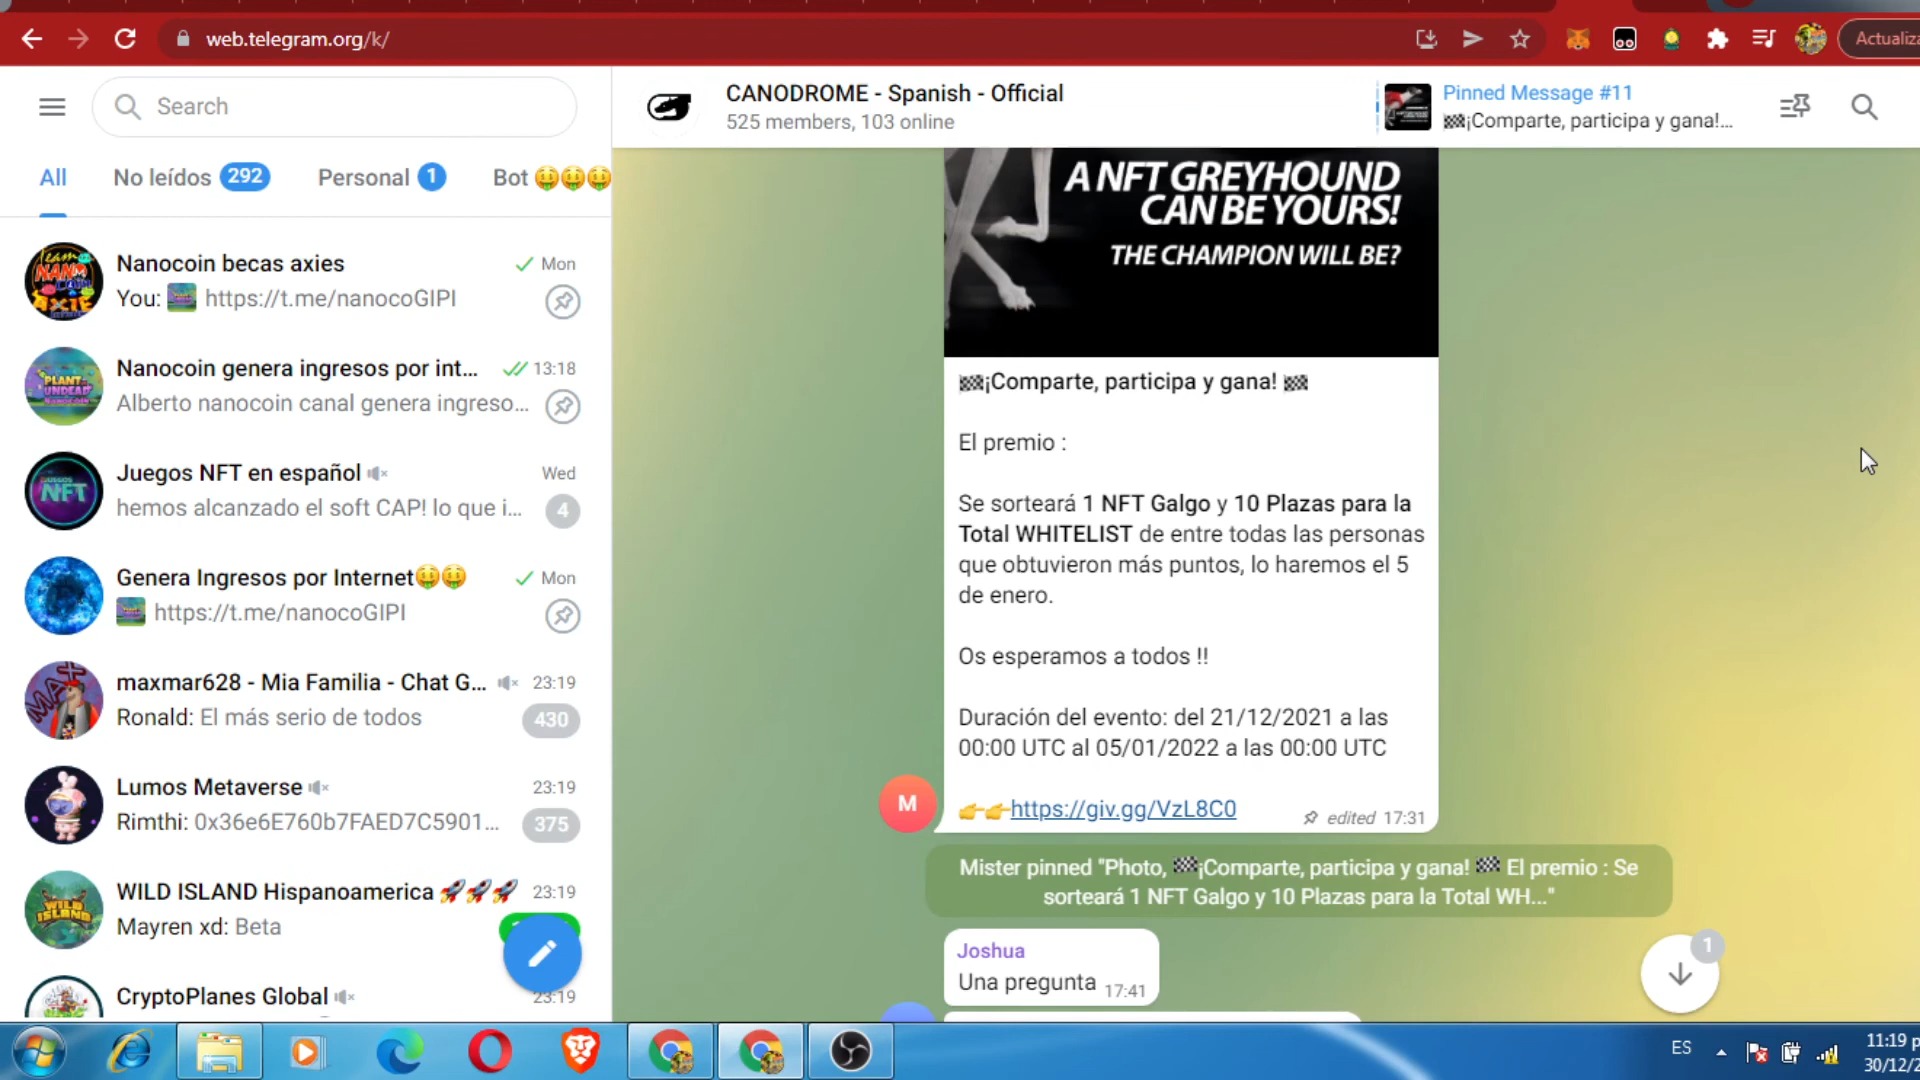 web.telegram.org/k/
Actualiza
Search
All
No leídos 292
Personal 1
Bot 🤑🤑🤑
Nanocoin becas axies
Mon
You: https://t.me/nanocoGIPI
Nanocoin genera ingresos por int...
13:18
Alberto nanocoin canal genera ingreso...
Juegos NFT en español
Wed
hemos alcanzado el soft CAP! lo que i...
4
Genera Ingresos por Internet🤑🤑
Mon
https://t.me/nanocoGIPI
maxmar628 - Mia Familia - Chat G...
23:19
Ronald: El más serio de todos
430
Lumos Metaverse
23:19
Rimthi: 0x36e6E760b7FAED7C5901...
375
WILD ISLAND Hispanoamerica 🚀🚀🚀
23:19
Mayren xd: Beta
CryptoPlanes Global
23:19
CANODROME - Spanish - Official
525 members, 103 online
Pinned Message #11
🏁¡Comparte, participa y gana!...
A NFT GREYHOUND
CAN BE YOURS!
THE CHAMPION WILL BE?
🏁¡Comparte, participa y gana! 🏁
El premio :
Se sorteará 1 NFT Galgo y 10 Plazas para la
Total WHITELIST de entre todas las personas
que obtuvieron más puntos, lo haremos el 5
de enero.
Os esperamos a todos !!
Duración del evento: del 21/12/2021 a las
00:00 UTC al 05/01/2022 a las 00:00 UTC
👉👉https://giv.gg/VzL8C0
edited 17:31
M
Mister pinned "Photo, 🏁¡Comparte, participa y gana! 🏁 El premio : Se
sorteará 1 NFT Galgo y 10 Plazas para la Total WH..."
Joshua
Una pregunta 17:41
1
ES
11:19 p
30/12/2